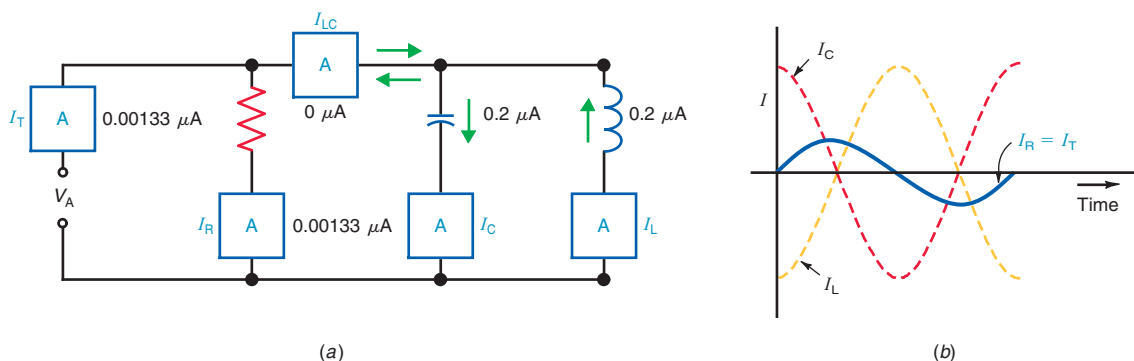 I_LC
A
0 μA
I_T
A
0.00133 μA
0.2 μA
0.2 μA
V_A
I_R
A
0.00133 μA
I_C
A
A
I_L
(a)
I_C
I
I_R = I_T
Time
I_L
(b)